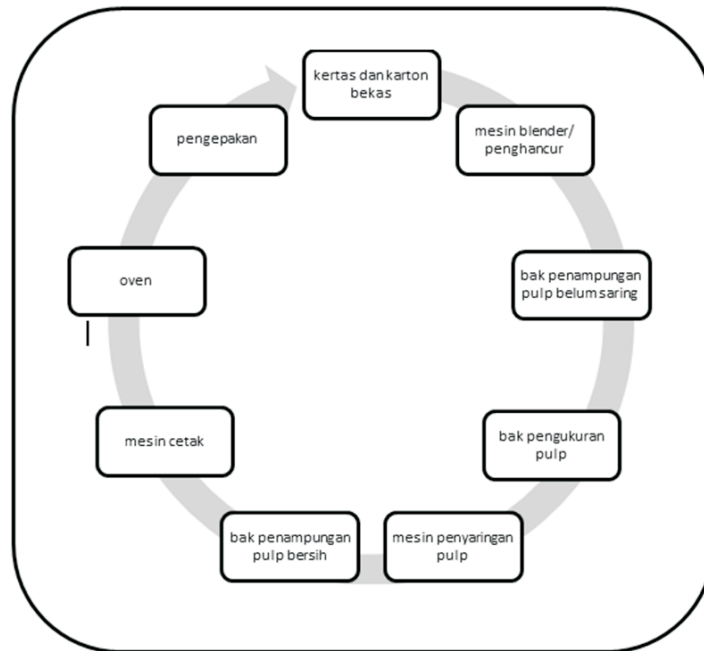 kertas dan karton
bekas
mesin blender/
penghancur
bak penampungan
pulp belum saring
bak pengukuran
pulp
mesin penyaringan
pulp
bak penampungan
pulp bersih
mesin cetak
oven
pengepakan